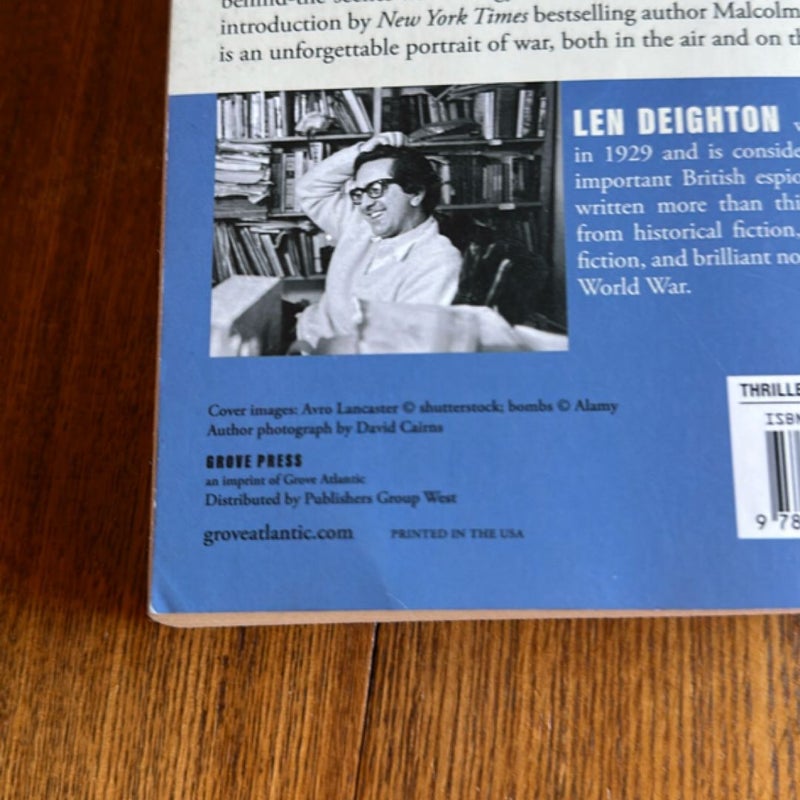 introduction by New York Times bestselling author Malcolm
is an unforgettable portrait of war, both in the air and on th
LEN DEIGHTON w
in 1929 and is conside
important British espio
written more than thi
from historical fiction,
fiction, and brilliant no
World War.
Cover images: Avro Lancaster © shutterstock; bombs © Alamy
Author photograph by David Cairns
GROVE PRESS
an imprint of Grove Atlantic
Distributed by Publishers Group West
groveatlantic.com PRINTED IN THE USA
THRILLE
ISBN
9 78